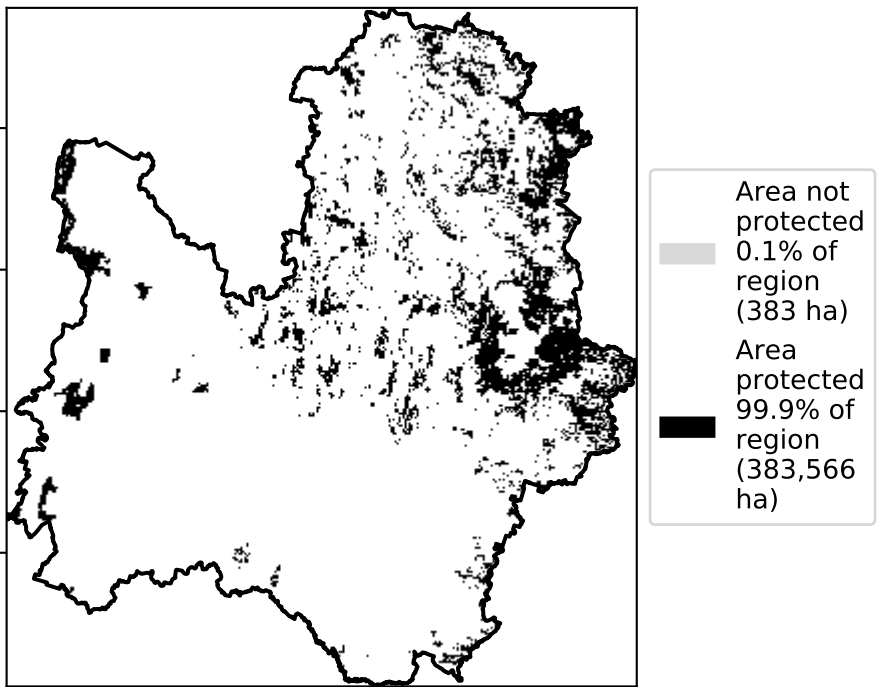 Area not
protected
0.1% of
region
(383 ha)
Area
protected
99.9% of
region
(383,566
ha)